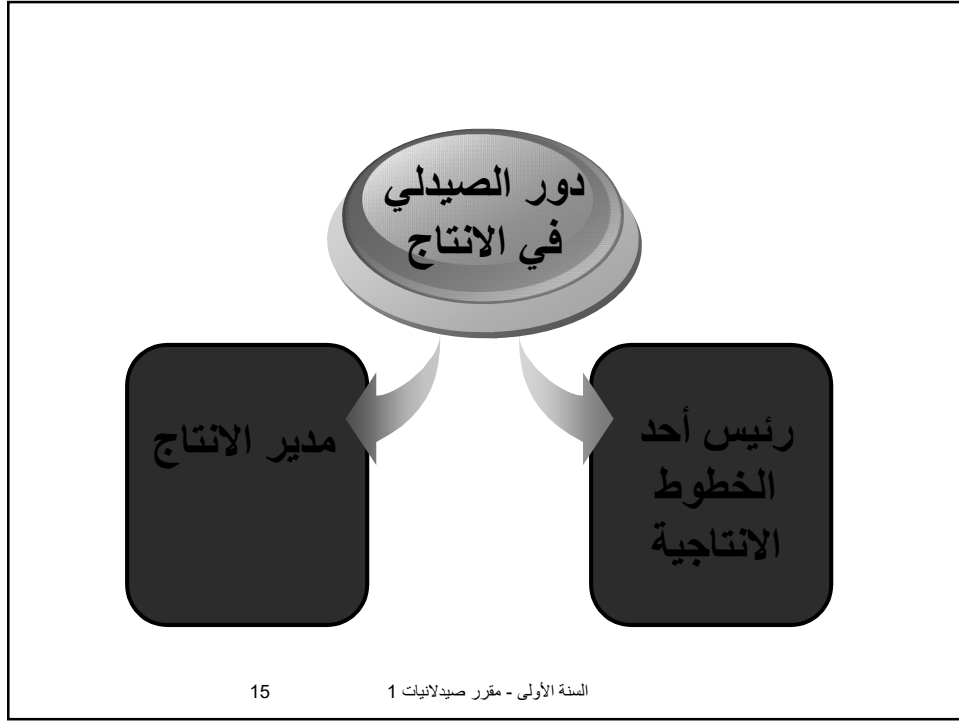 دور الصيدلي
في الانتاج
رئيس أحد
الخطوط
الانتاجية
مدير الانتاج
السنة الأولى - مقرر صيدلانيات 1
15